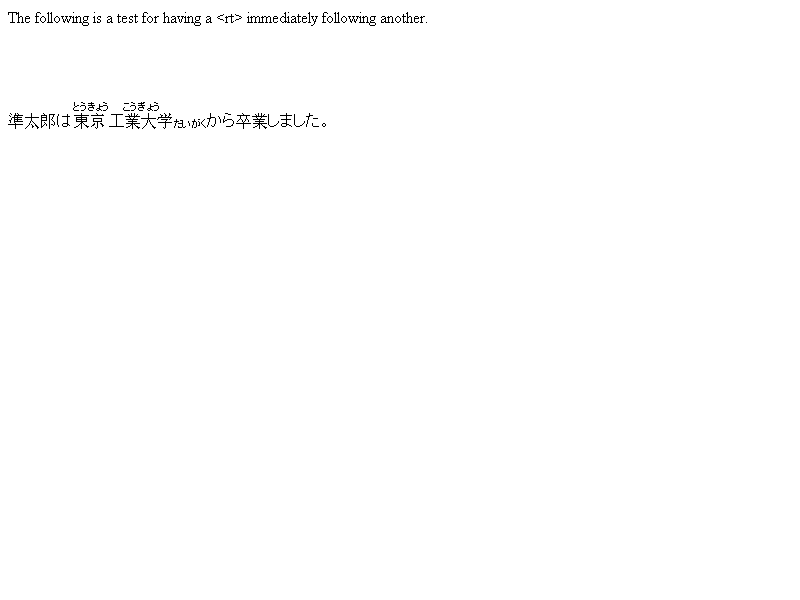 The following is a test for having a <rt> immediately following another.
とうきょう こうぎょう
準太郎は東京 工業大学だいがくから卒業しました。